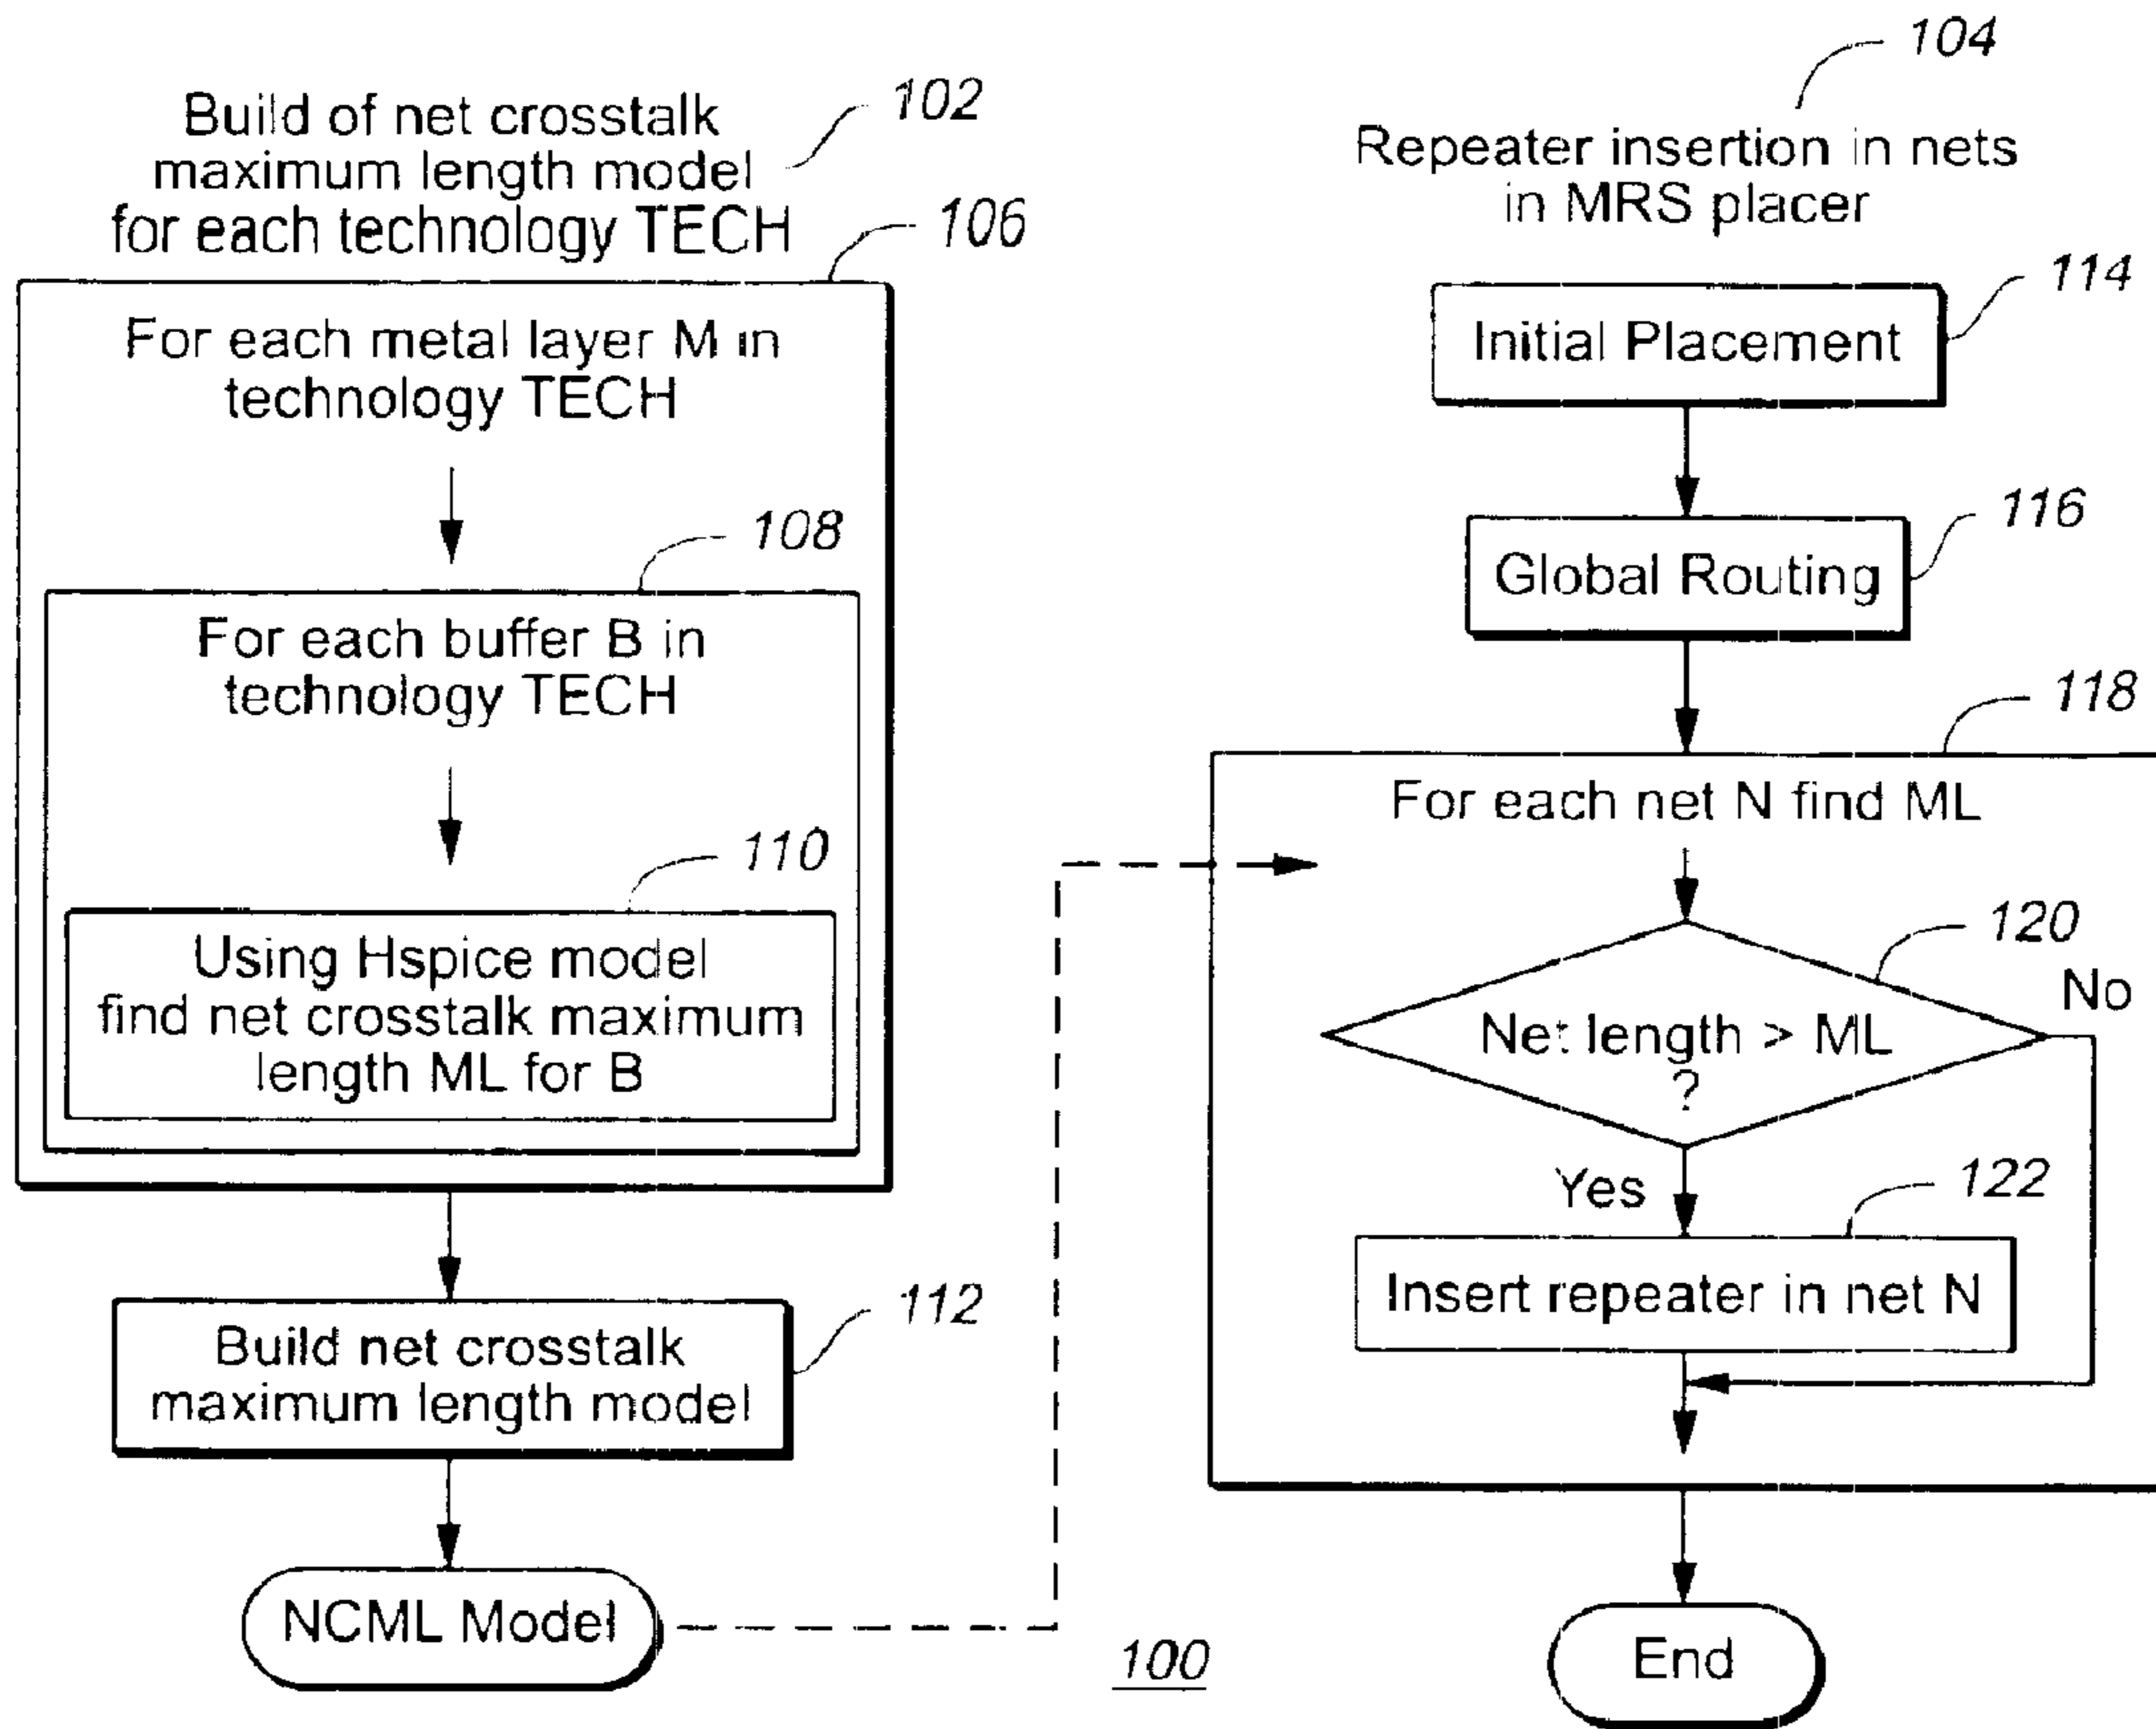 Build of net crosstalk
maximum length model
for each technology TECH
102
106
For each metal layer M in
technology TECH
108
For each buffer B in
technology TECH
110
Using Hspice model
find net crosstalk maximum
length ML for B
112
Build net crosstalk
maximum length model
NCML Model
100
104
Repeater insertion in nets
in MRS placer
114
Initial Placement
116
Global Routing
118
For each net N find ML
120
No
Net length > ML
?
Yes
122
Insert repeater in net N
End